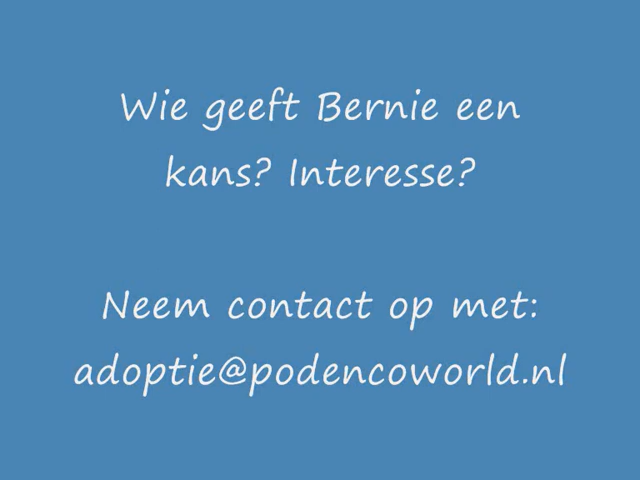 Wie geeft Bernie een
kans? Interesse?
Neem contact op met:
adoptie@podencoworld.nl